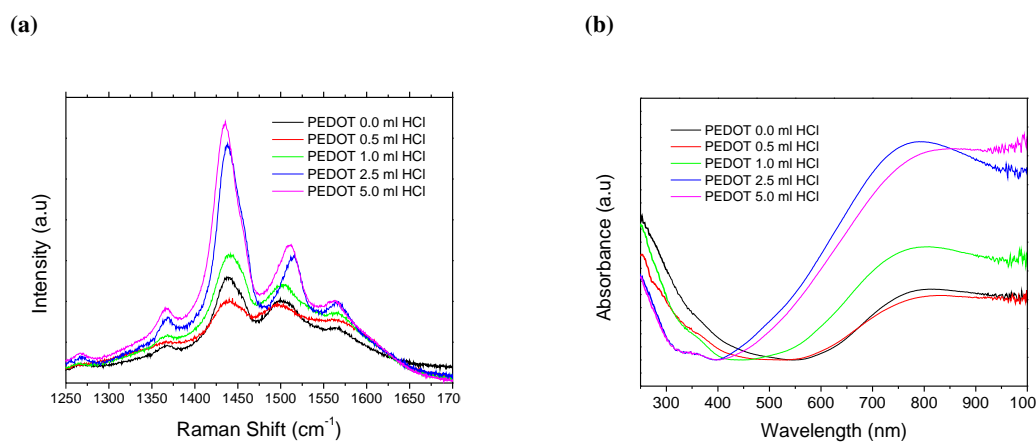 (a)
(b)
PEDOT 0.0 ml HCl
PEDOT 0.5 ml HCl
PEDOT 1.0 ml HCl
PEDOT 2.5 ml HCl
PEDOT 5.0 ml HCl
Intensity (a.u)
1250 1300 1350 1400 1450 1500 1550 1600 1650 170
Raman Shift (cm⁻¹)
PEDOT 0.0 ml HCl
PEDOT 0.5 ml HCl
PEDOT 1.0 ml HCl
PEDOT 2.5 ml HCl
PEDOT 5.0 ml HCl
Absorbance (a.u)
300 400 500 600 700 800 900 100
Wavelength (nm)